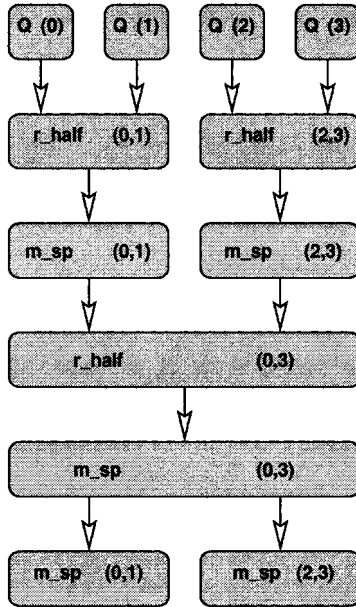 Q (0) Q (1) Q (2) Q (3)
r_half (0,1) r_half (2,3)
m_sp (0,1) m_sp (2,3)
r_half (0,3)
m_sp (0,3)
m_sp (0,1) m_sp (2,3)